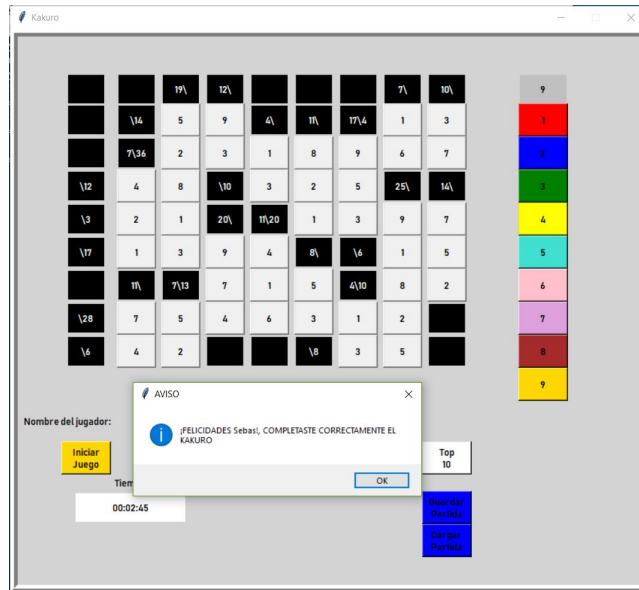 Kakuro
19\ 12\ 7\ 10\ 9
\14 5 9 4\ 11\ 17\4 1 3 1
7\36 2 3 1 8 9 6 7 2
\12 4 8 \10 3 2 5 25\ 14\ 3
\3 2 1 20\ 11\20 1 3 9 7 4
\17 1 3 9 4 8\ \6 1 5 5
11\ 7\13 7 1 5 4\10 8 2 6
\28 7 5 4 6 3 1 2 7
\6 4 2 \8 3 5 8
9
AVISO
¡FELICIDADES Sebas!, COMPLETASTE CORRECTAMENTE EL
KAKURO
OK
Nombre del jugador:
Iniciar
Juego
Top
10
Tiem
00:02:45
Guardar
Partida
Cargar
Partida